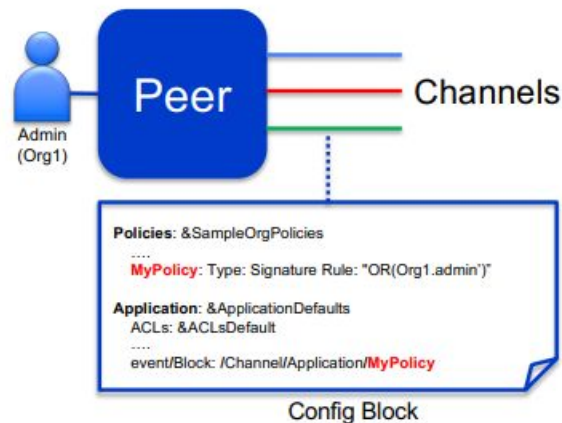 Peer
Channels
Admin
(Org1)
Policies: &SampleOrgPolicies
....
MyPolicy: Type: Signature Rule: "OR(Org1.admin')"
Application: &ApplicationDefaults
ACLs: &ACLsDefault
....
event/Block: /Channel/Application/MyPolicy
Config Block